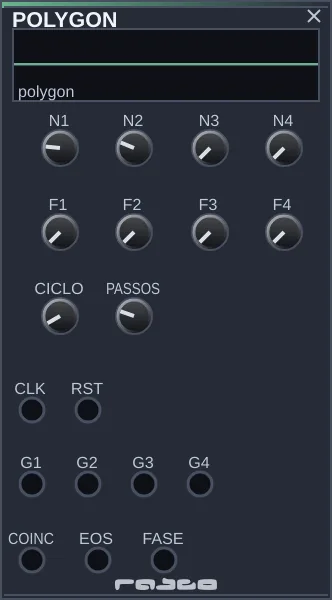 POLYGON
polygon
N1 N2 N3 N4
F1 F2 F3 F4
CICLO PASSOS
CLK RST
G1 G2 G3 G4
COINC EOS FASE